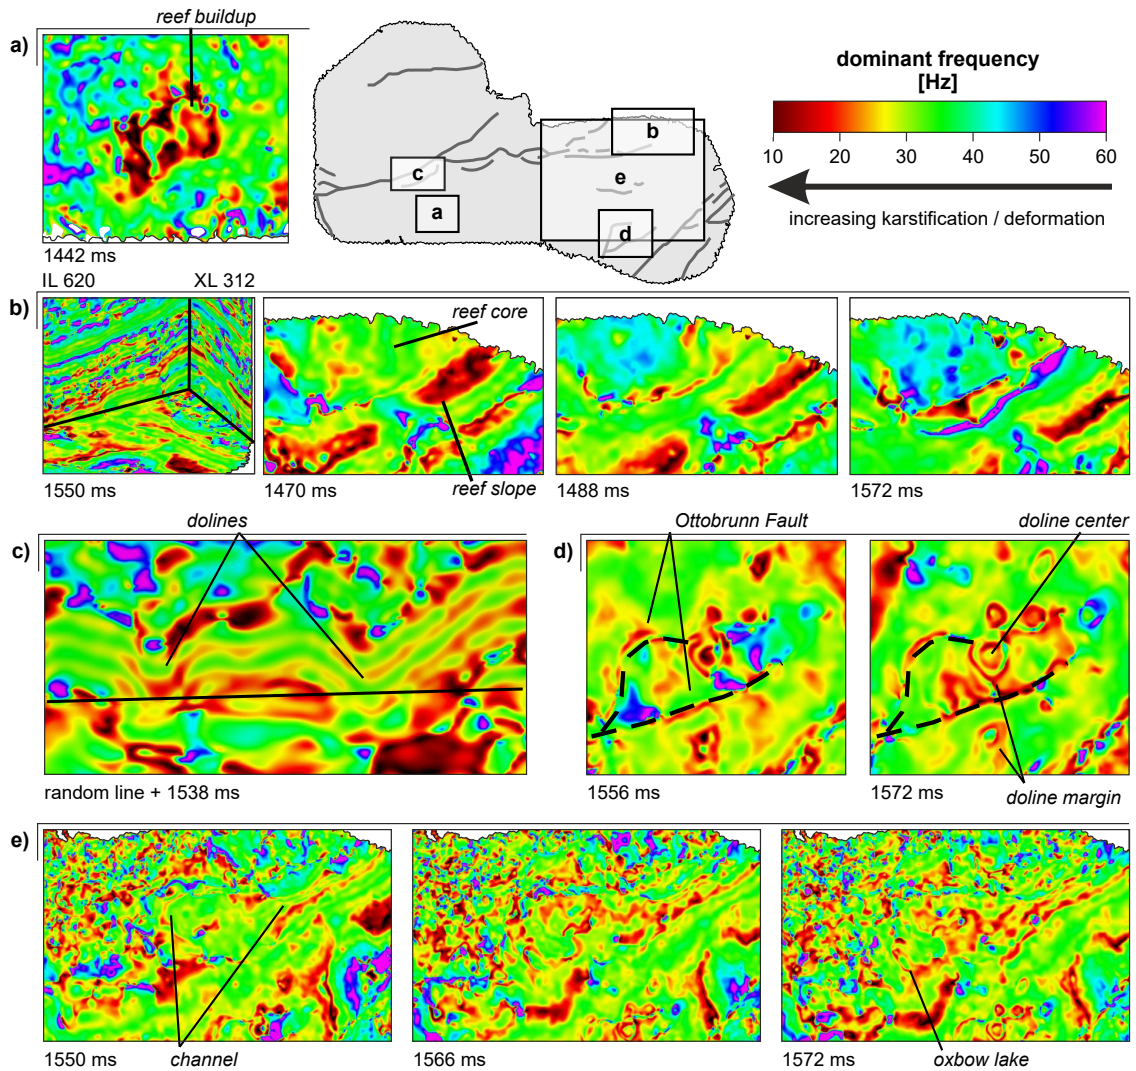 reef buildup
a)
1442 ms
b
c
e
a
d
dominant frequency
[Hz]
10 20 30 40 50 60
increasing karstification / deformation
IL 620 XL 312
b)
reef core
reef slope
1550 ms
1470 ms
1488 ms
1572 ms
c)
dolines
random line + 1538 ms
d)
Ottobrunn Fault
doline center
1556 ms
1572 ms
doline margin
e)
1550 ms
channel
1566 ms
1572 ms
oxbow lake